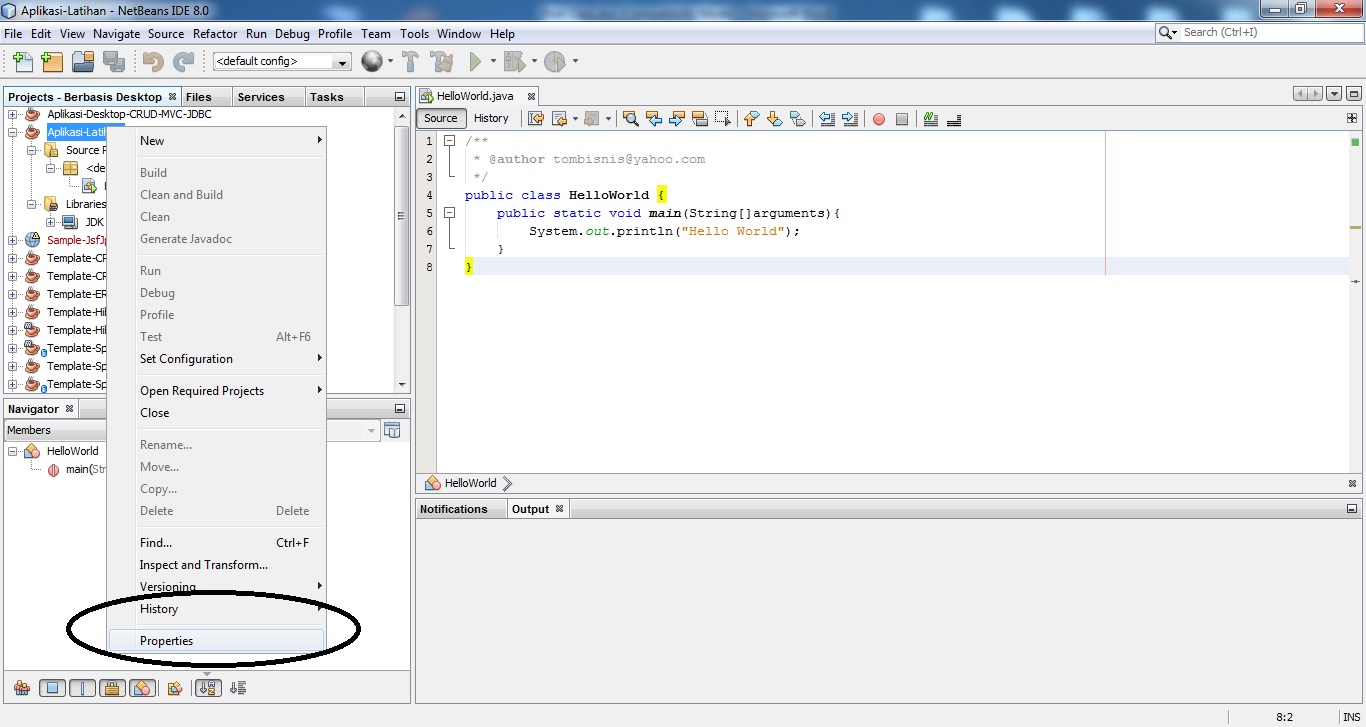 Aplikasi-Latihan - NetBeans IDE 8.0
File Edit View Navigate Source Refactor Run Debug Profile Team Tools Window Help
Search (Ctrl+I)
<default config>
Projects - Berbasis Desktop Files Services Tasks
Aplikasi-Desktop-CRUD-MVC-JDBC
Aplikasi-Latih
Source P
<de
Libraries
JDK
Sample-JsfJp
Template-CR
Template-CR
Template-ER
Template-Hib
Template-Hib
Template-Sp
Template-Sp
Template-Sp
New
Build
Clean and Build
Clean
Generate Javadoc
Run
Debug
Profile
Test Alt+F6
Set Configuration
Open Required Projects
Close
Rename...
Move...
Copy...
Delete Delete
Find... Ctrl+F
Inspect and Transform...
Versioning
History
Properties
Navigator
Members
HelloWorld
main(Str
HelloWorld.java
Source History
1 /**
2 * @author tombisnis@yahoo.com
3 */
4 public class HelloWorld {
5 public static void main(String[]arguments){
6 System.out.println("Hello World");
7 }
8 }
HelloWorld
Notifications Output
8:2 INS